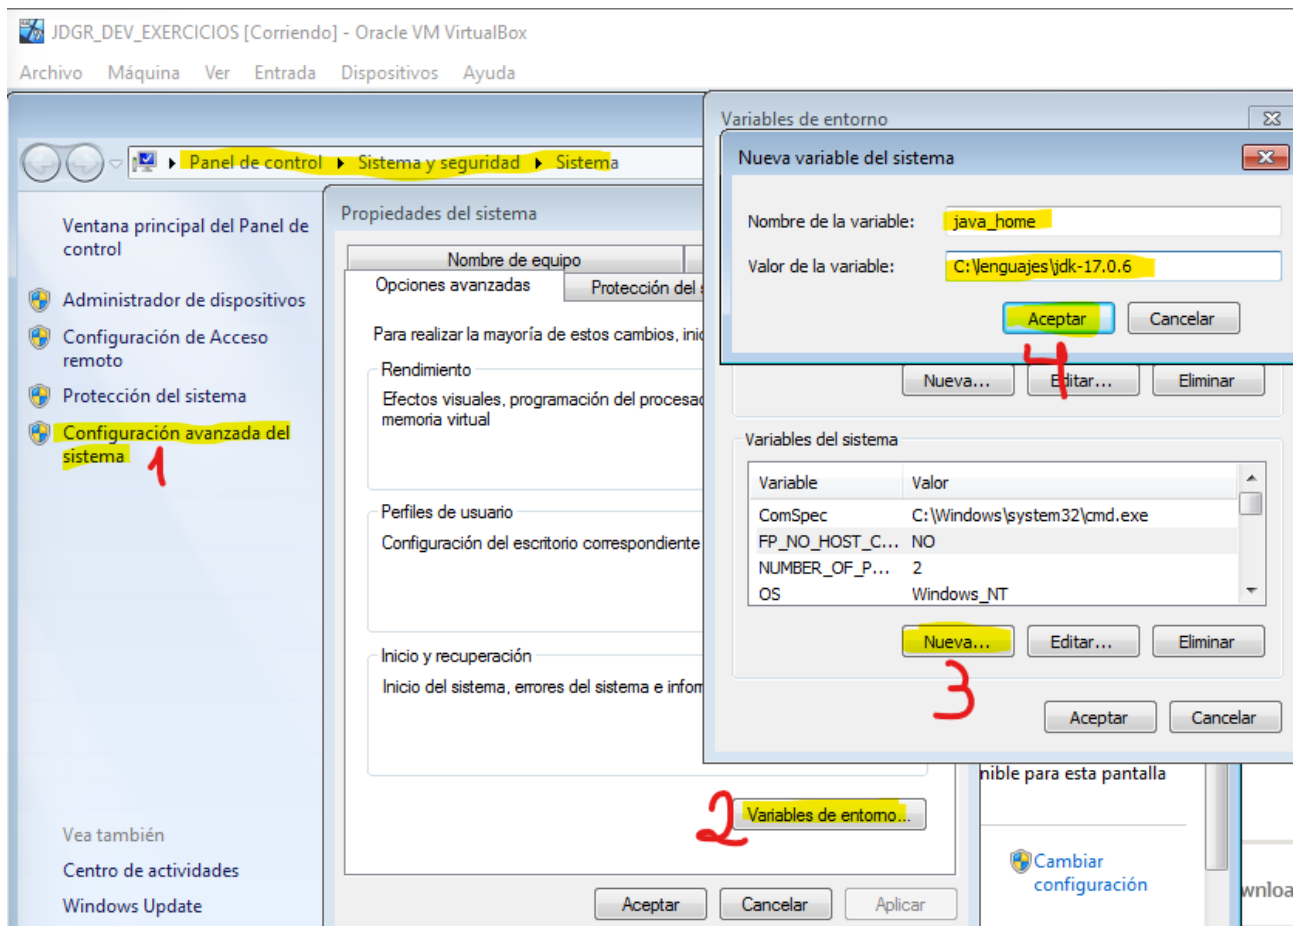 JDGR_DEV_EXERCICIOS [Corriendo] - Oracle VM VirtualBox
Archivo Máquina Ver Entrada Dispositivos Ayuda
Panel de control Sistema y seguridad Sistema
Ventana principal del Panel de
control
Administrador de dispositivos
Configuración de Acceso
remoto
Protección del sistema
Configuración avanzada del
sistema
1
Vea también
Centro de actividades
Windows Update
Propiedades del sistema
Nombre de equipo
Opciones avanzadas
Protección del
Para realizar la mayoría de estos cambios,
Rendimiento
Efectos visuales, programación del
memoria virtual
Perfiles de usuario
Configuración del escritorio correspondiente
Inicio y recuperación
Inicio del sistema, errores del sistema e
2
Variables de entorno...
Aceptar Cancelar Aplicar
Variables de entorno
Nueva variable del sistema
Nombre de la variable: java_home
Valor de la variable: C:\lenguajes\jdk-17.0.6
Aceptar Cancelar
4
Nueva... Editar... Eliminar
Variables del sistema
Variable Valor
ComSpec C:\Windows\system32\cmd.exe
FP_NO_HOST_C... NO
NUMBER_OF_P... 2
OS Windows_NT
Nueva... Editar... Eliminar
3
Aceptar Cancelar
nible para esta pantalla
Cambiar
configuración
wnloa